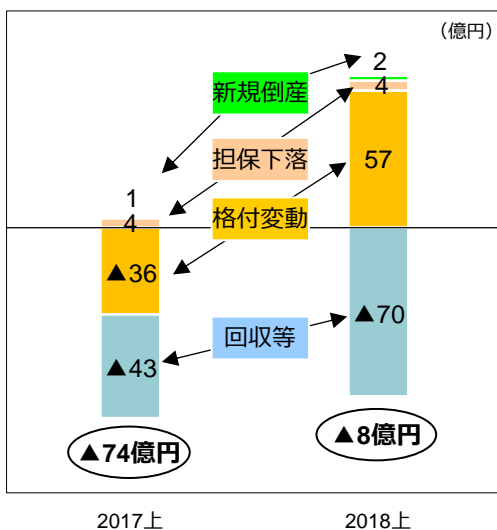 （億円）
2
新規倒産
4
担保下落
57
1
4
格付変動
▲36
▲70
回収等
▲43
▲74億円
▲8億円
2017上
2018上